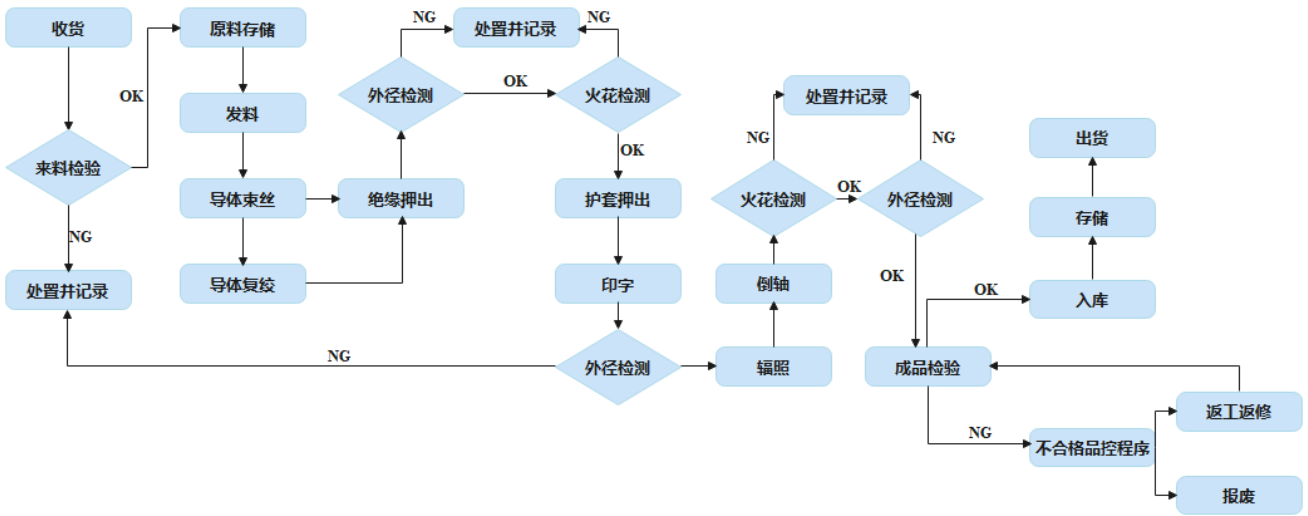 收货
OK
来料检验
NG
处置井记录
原料存储
发料
导体束丝
导体复绞
绝缘押出
外径检测
NG
处置井记录
NG
OK
火花检测
OK
护套押出
印字
外径检测
NG
辐照
倒轴
火花检测
NG
处置井记录
NG
OK
外径检测
OK
成品检验
OK
入库
存储
出货
NG
不合格品控程序
返工返修
报废